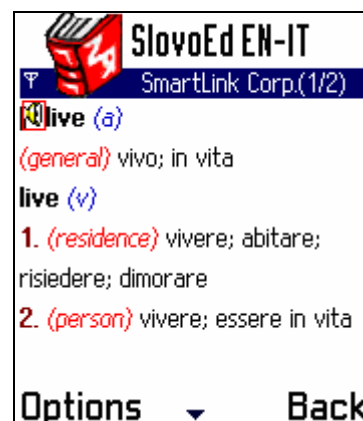 SlovoEd EN-IT
SmartLink Corp.(1/2)
live (a)
(general) vivo; in vita
live (v)
1. (residence) vivere; abitare;
risiedere; dimorare
2. (person) vivere; essere in vita
Options Back